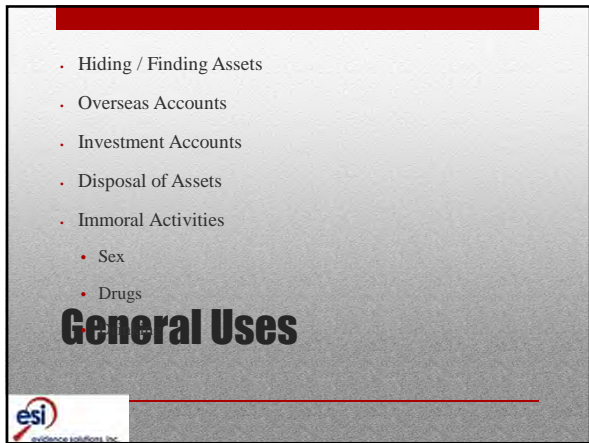 • Hiding / Finding Assets
• Overseas Accounts
• Investment Accounts
• Disposal of Assets
• Immoral Activities
• Sex
• Drugs
General Uses
esi
evidence solutions, inc.